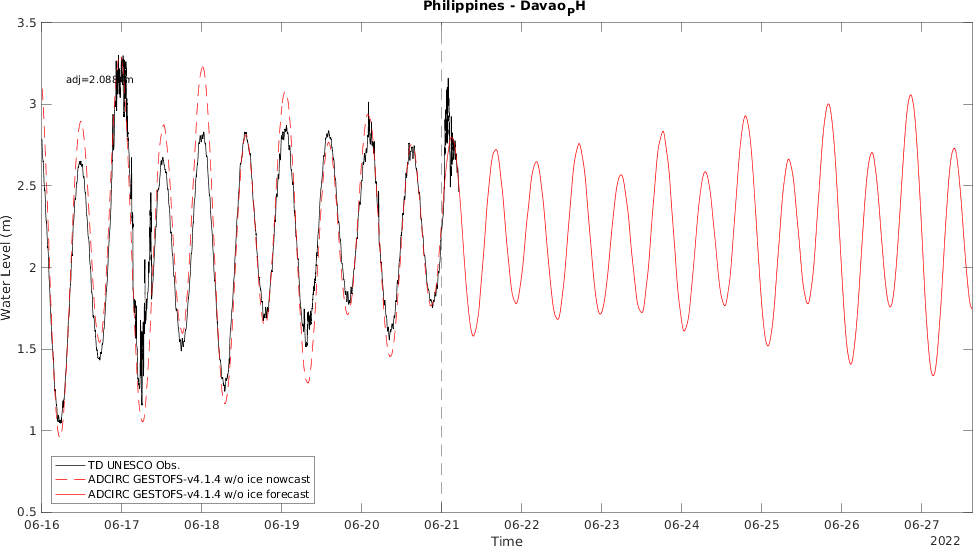 Philippines - DavaopH
adj=2.088 m
3.5
3
2.5
2
1.5
1
0.5
Water Level (m)
TD UNESCO Obs.
ADCIRC GESTOFS-v4.1.4 w/o ice nowcast
ADCIRC GESTOFS-v4.1.4 w/o ice forecast
06-16 06-17 06-18 06-19 06-20 06-21 06-22 06-23 06-24 06-25 06-26 06-27
Time
2022